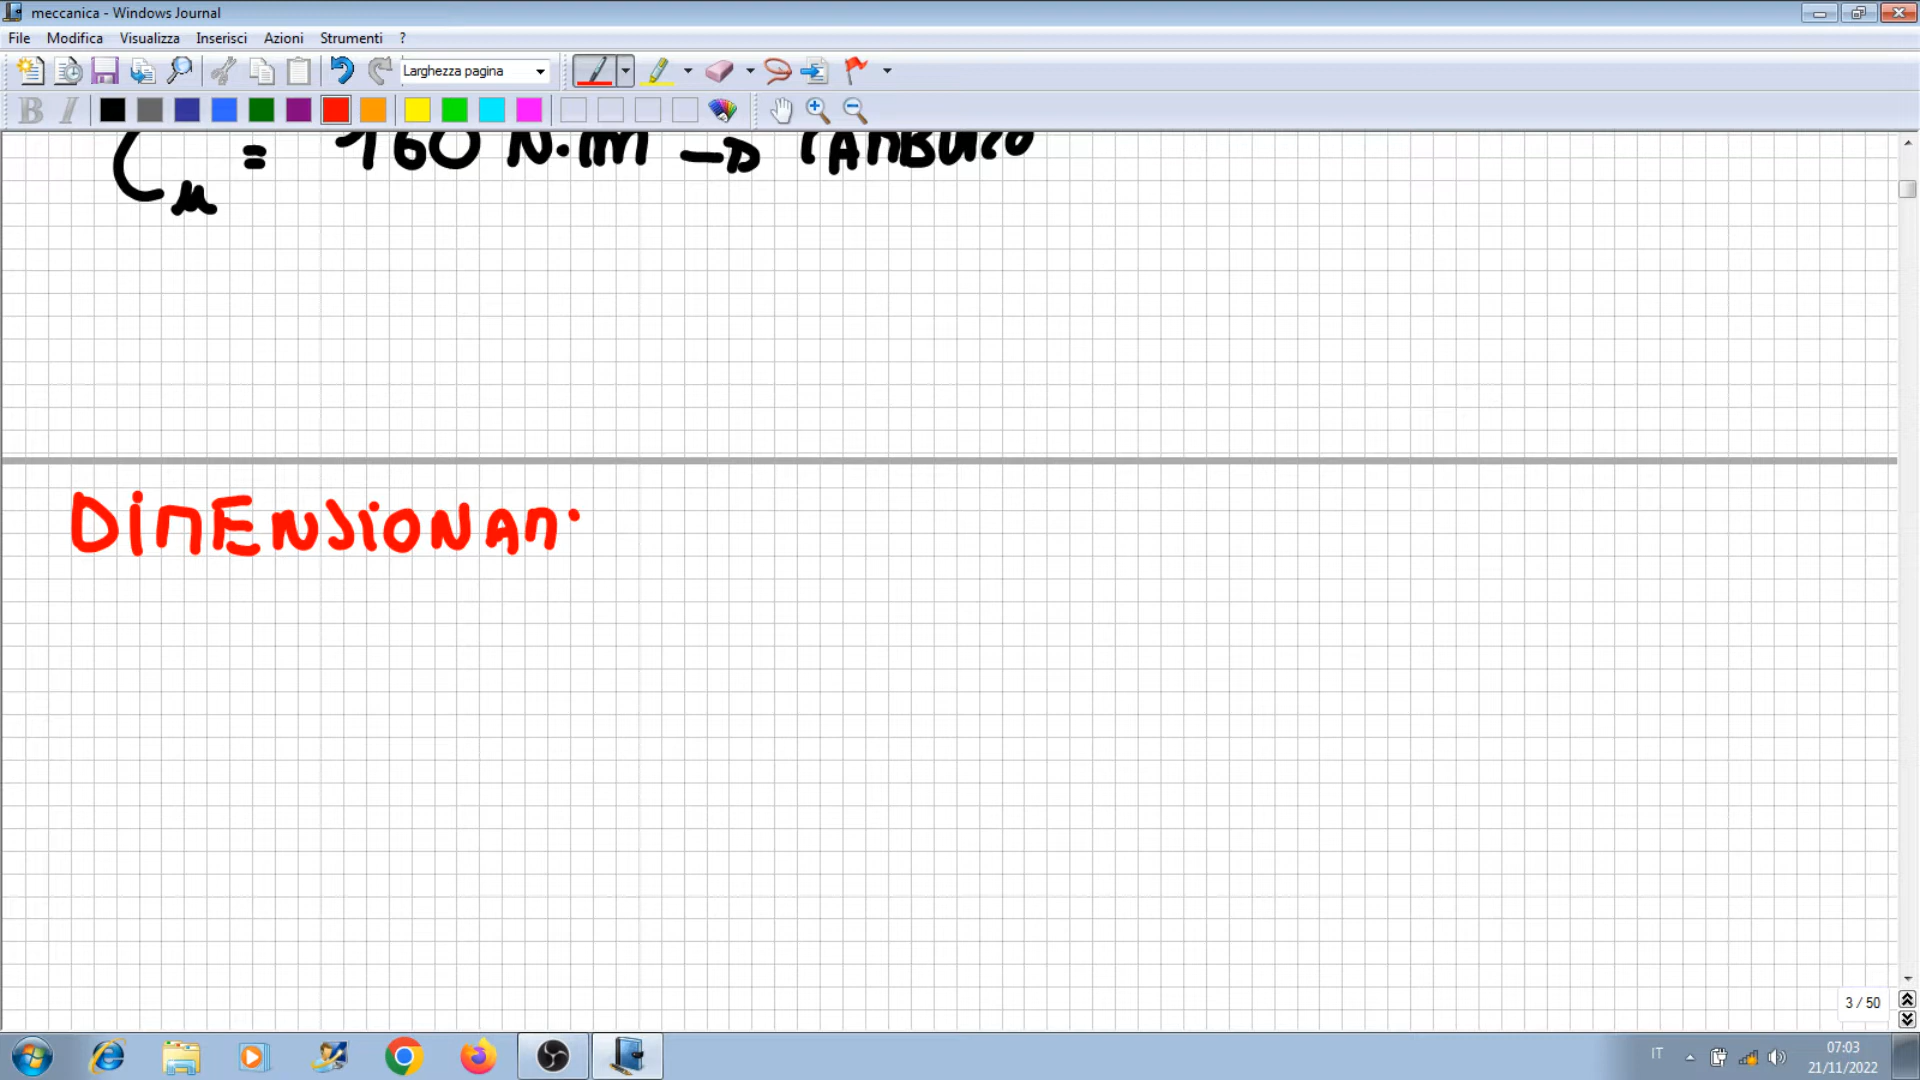 meccanica - Windows Journal
File Modifica Visualizza Inserisci Azioni Strumenti ?
Larghezza pagina
B I
Cμ = 160 N.m → TAMBURO
DIMENSIONAM
3 / 50
IT
07:03
21/11/2022